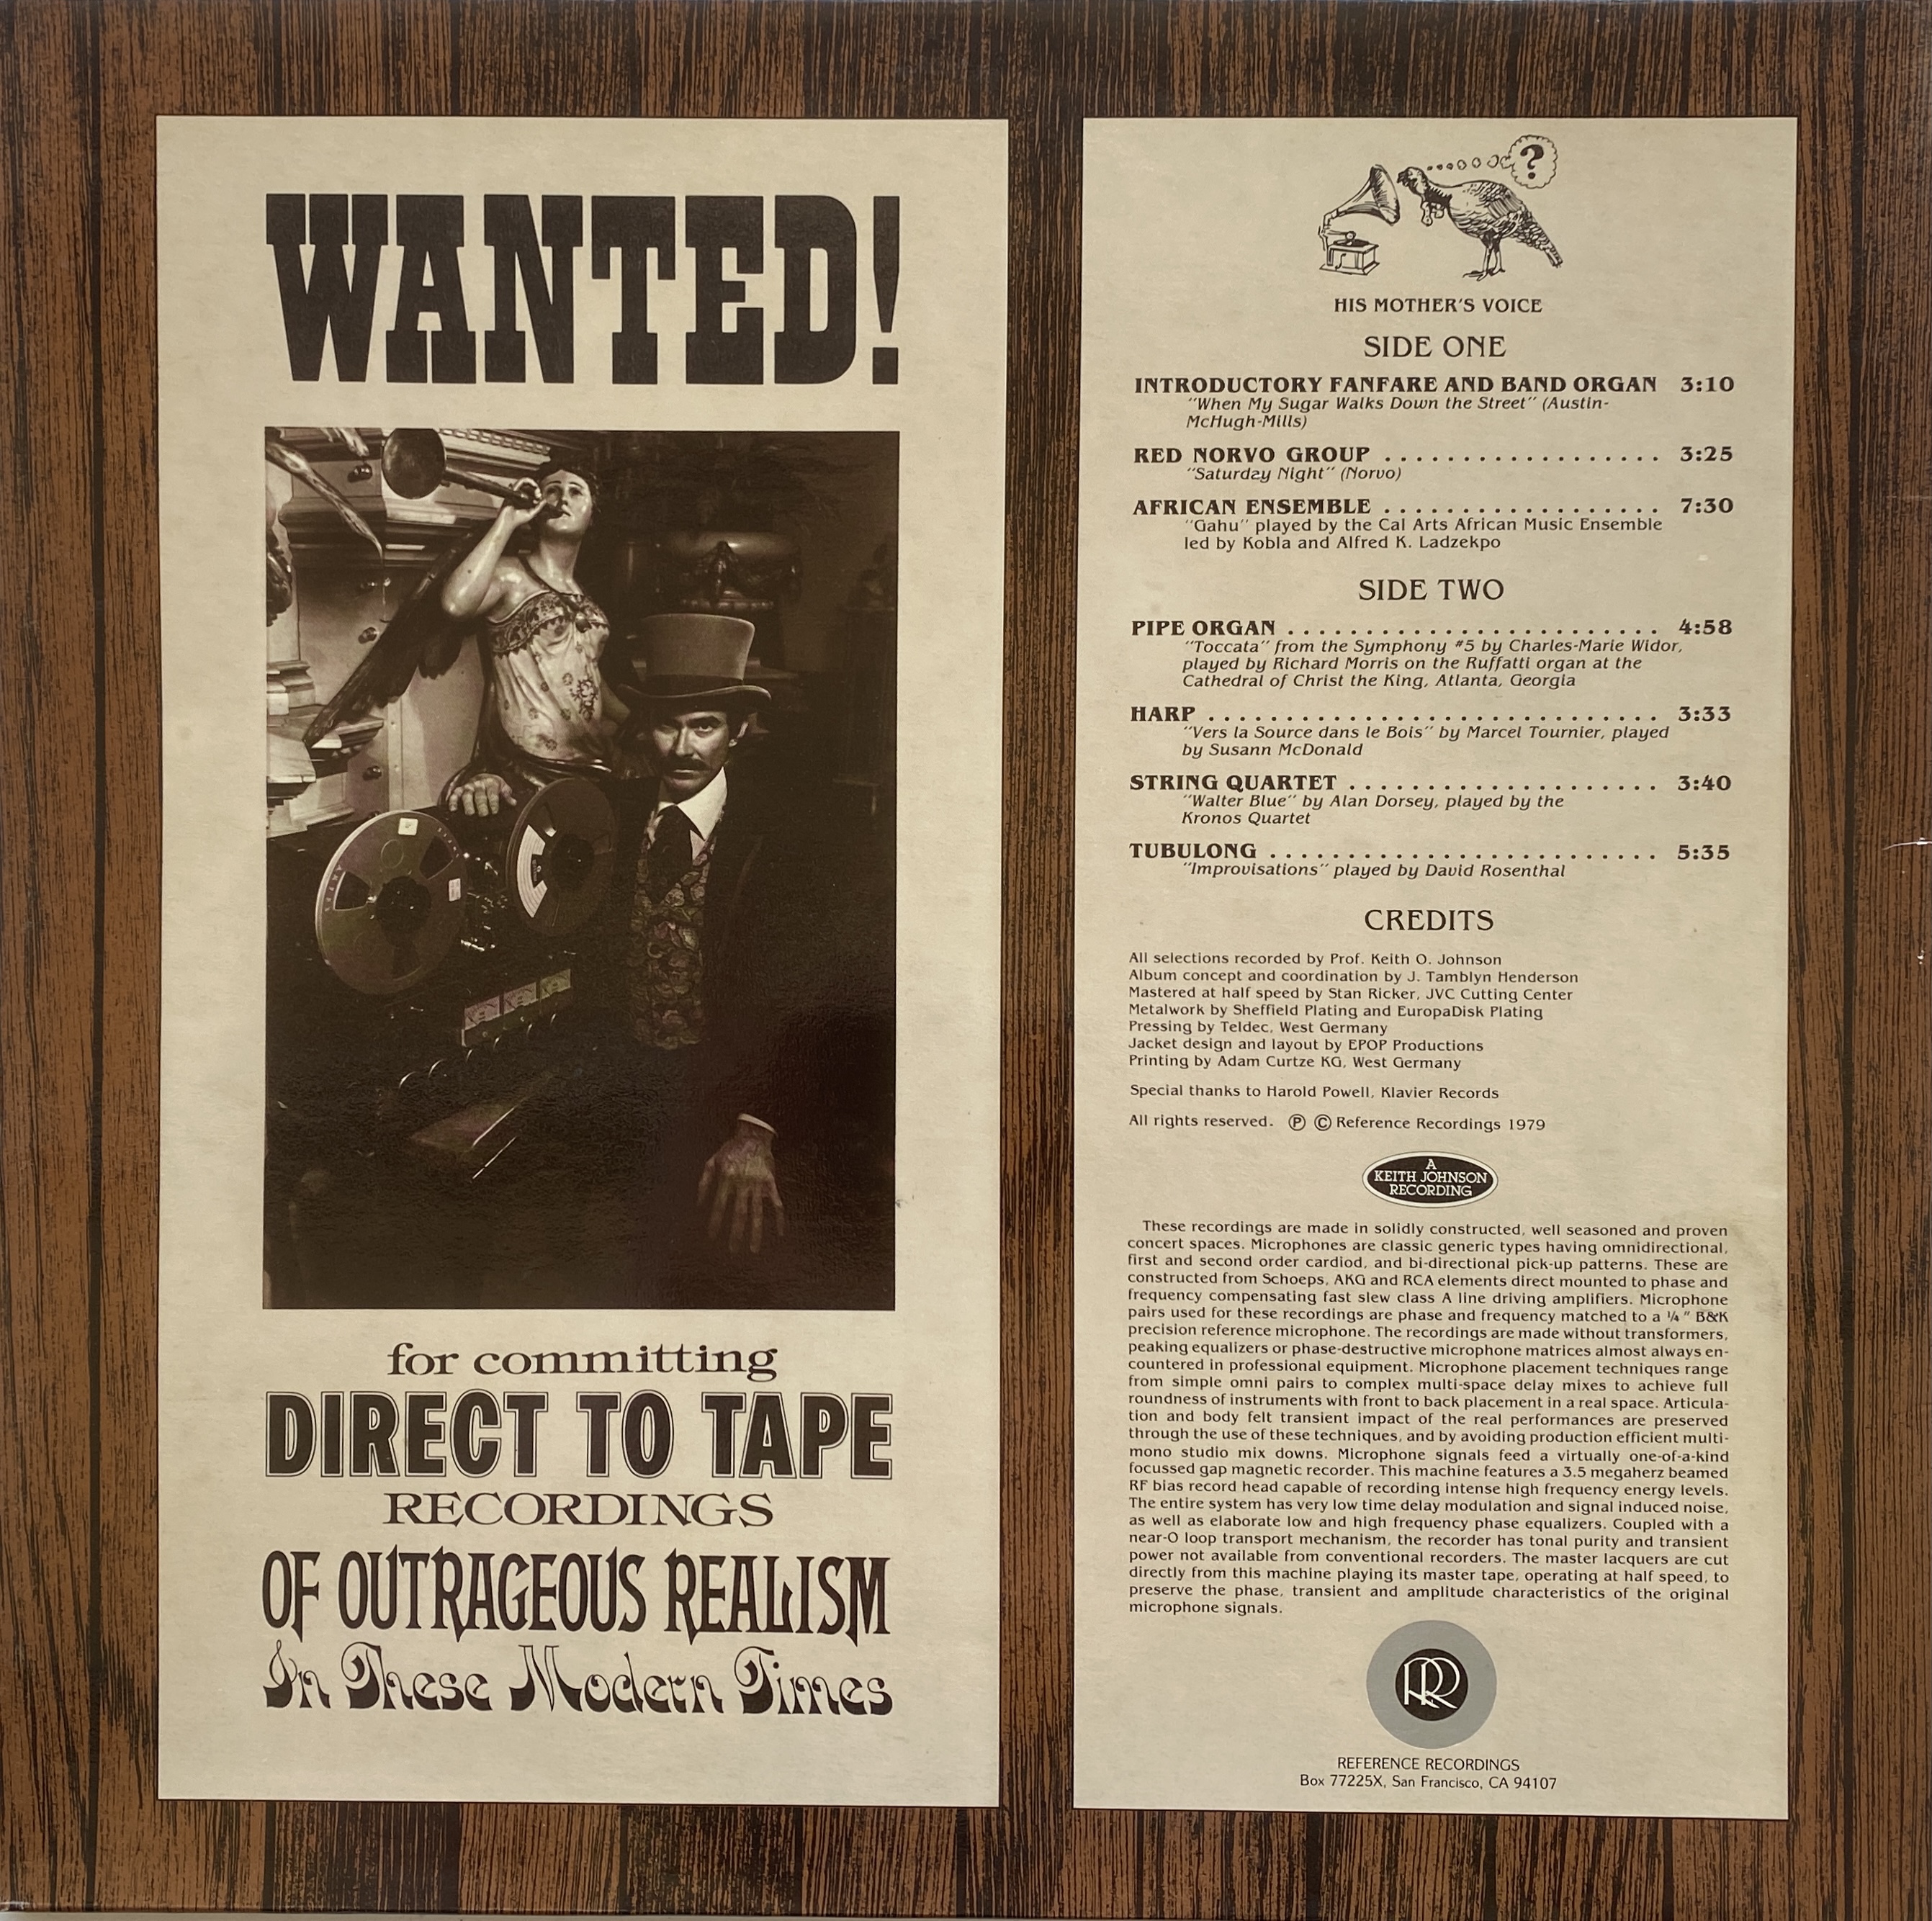 WANTED!
for committing
DIRECT TO TAPE
RECORDINGS
OF OUTRAGEOUS REALISM
In These Modern Times
?
HIS MOTHER'S VOICE
SIDE ONE
INTRODUCTORY FANFARE AND BAND ORGAN 3:10
"When My Sugar Walks Down the Street" (Austin-
McHugh-Mills)
RED NORVO GROUP . . . . . . . . . . . . . . . . . . 3:25
"Saturday Night" (Norvo)
AFRICAN ENSEMBLE . . . . . . . . . . . . . . . . . . 7:30
"Gahu" played by the Cal Arts African Music Ensemble
led by Kobla and Alfred K. Ladzekpo
SIDE TWO
PIPE ORGAN . . . . . . . . . . . . . . . . . . . . . . . . 4:58
"Toccata" from the Symphony #5 by Charles-Marie Widor,
played by Richard Morris on the Ruffatti organ at the
Cathedral of Christ the King, Atlanta, Georgia
HARP . . . . . . . . . . . . . . . . . . . . . . . . . . . . . 3:33
"Vers la Source dans le Bois" by Marcel Tournier, played
by Susann McDonald
STRING QUARTET . . . . . . . . . . . . . . . . . . . . 3:40
"Walter Blue" by Alan Dorsey, played by the
Kronos Quartet
TUBULONG . . . . . . . . . . . . . . . . . . . . . . . . . 5:35
"Improvisations" played by David Rosenthal
CREDITS
All selections recorded by Prof. Keith O. Johnson
Album concept and coordination by J. Tamblyn Henderson
Mastered at half speed by Stan Ricker, JVC Cutting Center
Metalwork by Sheffield Plating and EuropaDisk Plating
Pressing by Teldec, West Germany
Jacket design and layout by EPOP Productions
Printing by Adam Curtze KG, West Germany
Special thanks to Harold Powell, Klavier Records
All rights reserved. ℗ © Reference Recordings 1979
A
KEITH JOHNSON
RECORDING
These recordings are made in solidly constructed, well seasoned and proven
concert spaces. Microphones are classic generic types having omnidirectional,
first and second order cardiod, and bi-directional pick-up patterns. These are
constructed from Schoeps, AKG and RCA elements direct mounted to phase and
frequency compensating fast slew class A line driving amplifiers. Microphone
pairs used for these recordings are phase and frequency matched to a ¼" B&K
precision reference microphone. The recordings are made without transformers,
peaking equalizers or phase-destructive microphone matrices almost always en-
countered in professional equipment. Microphone placement techniques range
from simple omni pairs to complex multi-space delay mixes to achieve full
roundness of instruments with front to back placement in a real space. Articula-
tion and body felt transient impact of the real performances are preserved
through the use of these techniques, and by avoiding production efficient multi-
mono studio mix downs. Microphone signals feed a virtually one-of-a-kind
focussed gap magnetic recorder. This machine features a 3.5 megaherz beamed
RF bias record head capable of recording intense high frequency energy levels.
The entire system has very low time delay modulation and signal induced noise,
as well as elaborate low and high frequency phase equalizers. Coupled with a
near-O loop transport mechanism, the recorder has tonal purity and transient
power not available from conventional recorders. The master lacquers are cut
directly from this machine playing its master tape, operating at half speed, to
preserve the phase, transient and amplitude characteristics of the original
microphone signals.
RR
REFERENCE RECORDINGS
Box 77225X, San Francisco, CA 94107